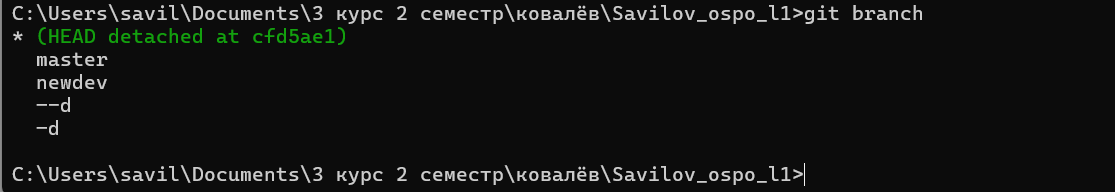 C:\Users\savil\Documents\3 курс 2 семестр\ковалёв\Savilov_ospo_l1>git branch
* (HEAD detached at cfd5ae1)
  master
  newdev
  —-d
  –d
C:\Users\savil\Documents\3 курс 2 семестр\ковалёв\Savilov_ospo_l1>